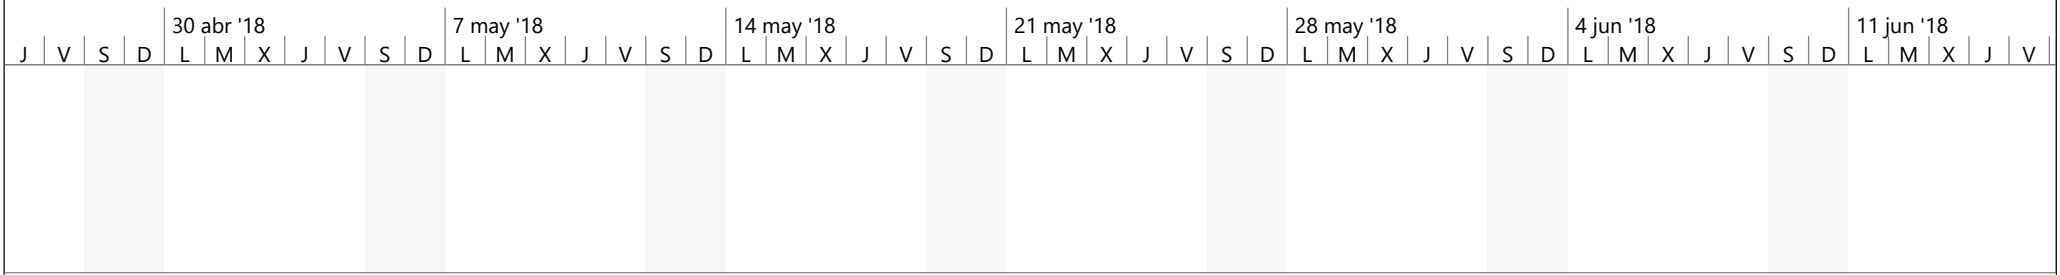 30 abr '18 7 may '18 14 may '18 21 may '18 28 may '18 4 jun '18 11 jun '18
J V S D L M X J V S D L M X J V S D L M X J V S D L M X J V S D L M X J V S D L M X J V S D L M X J V